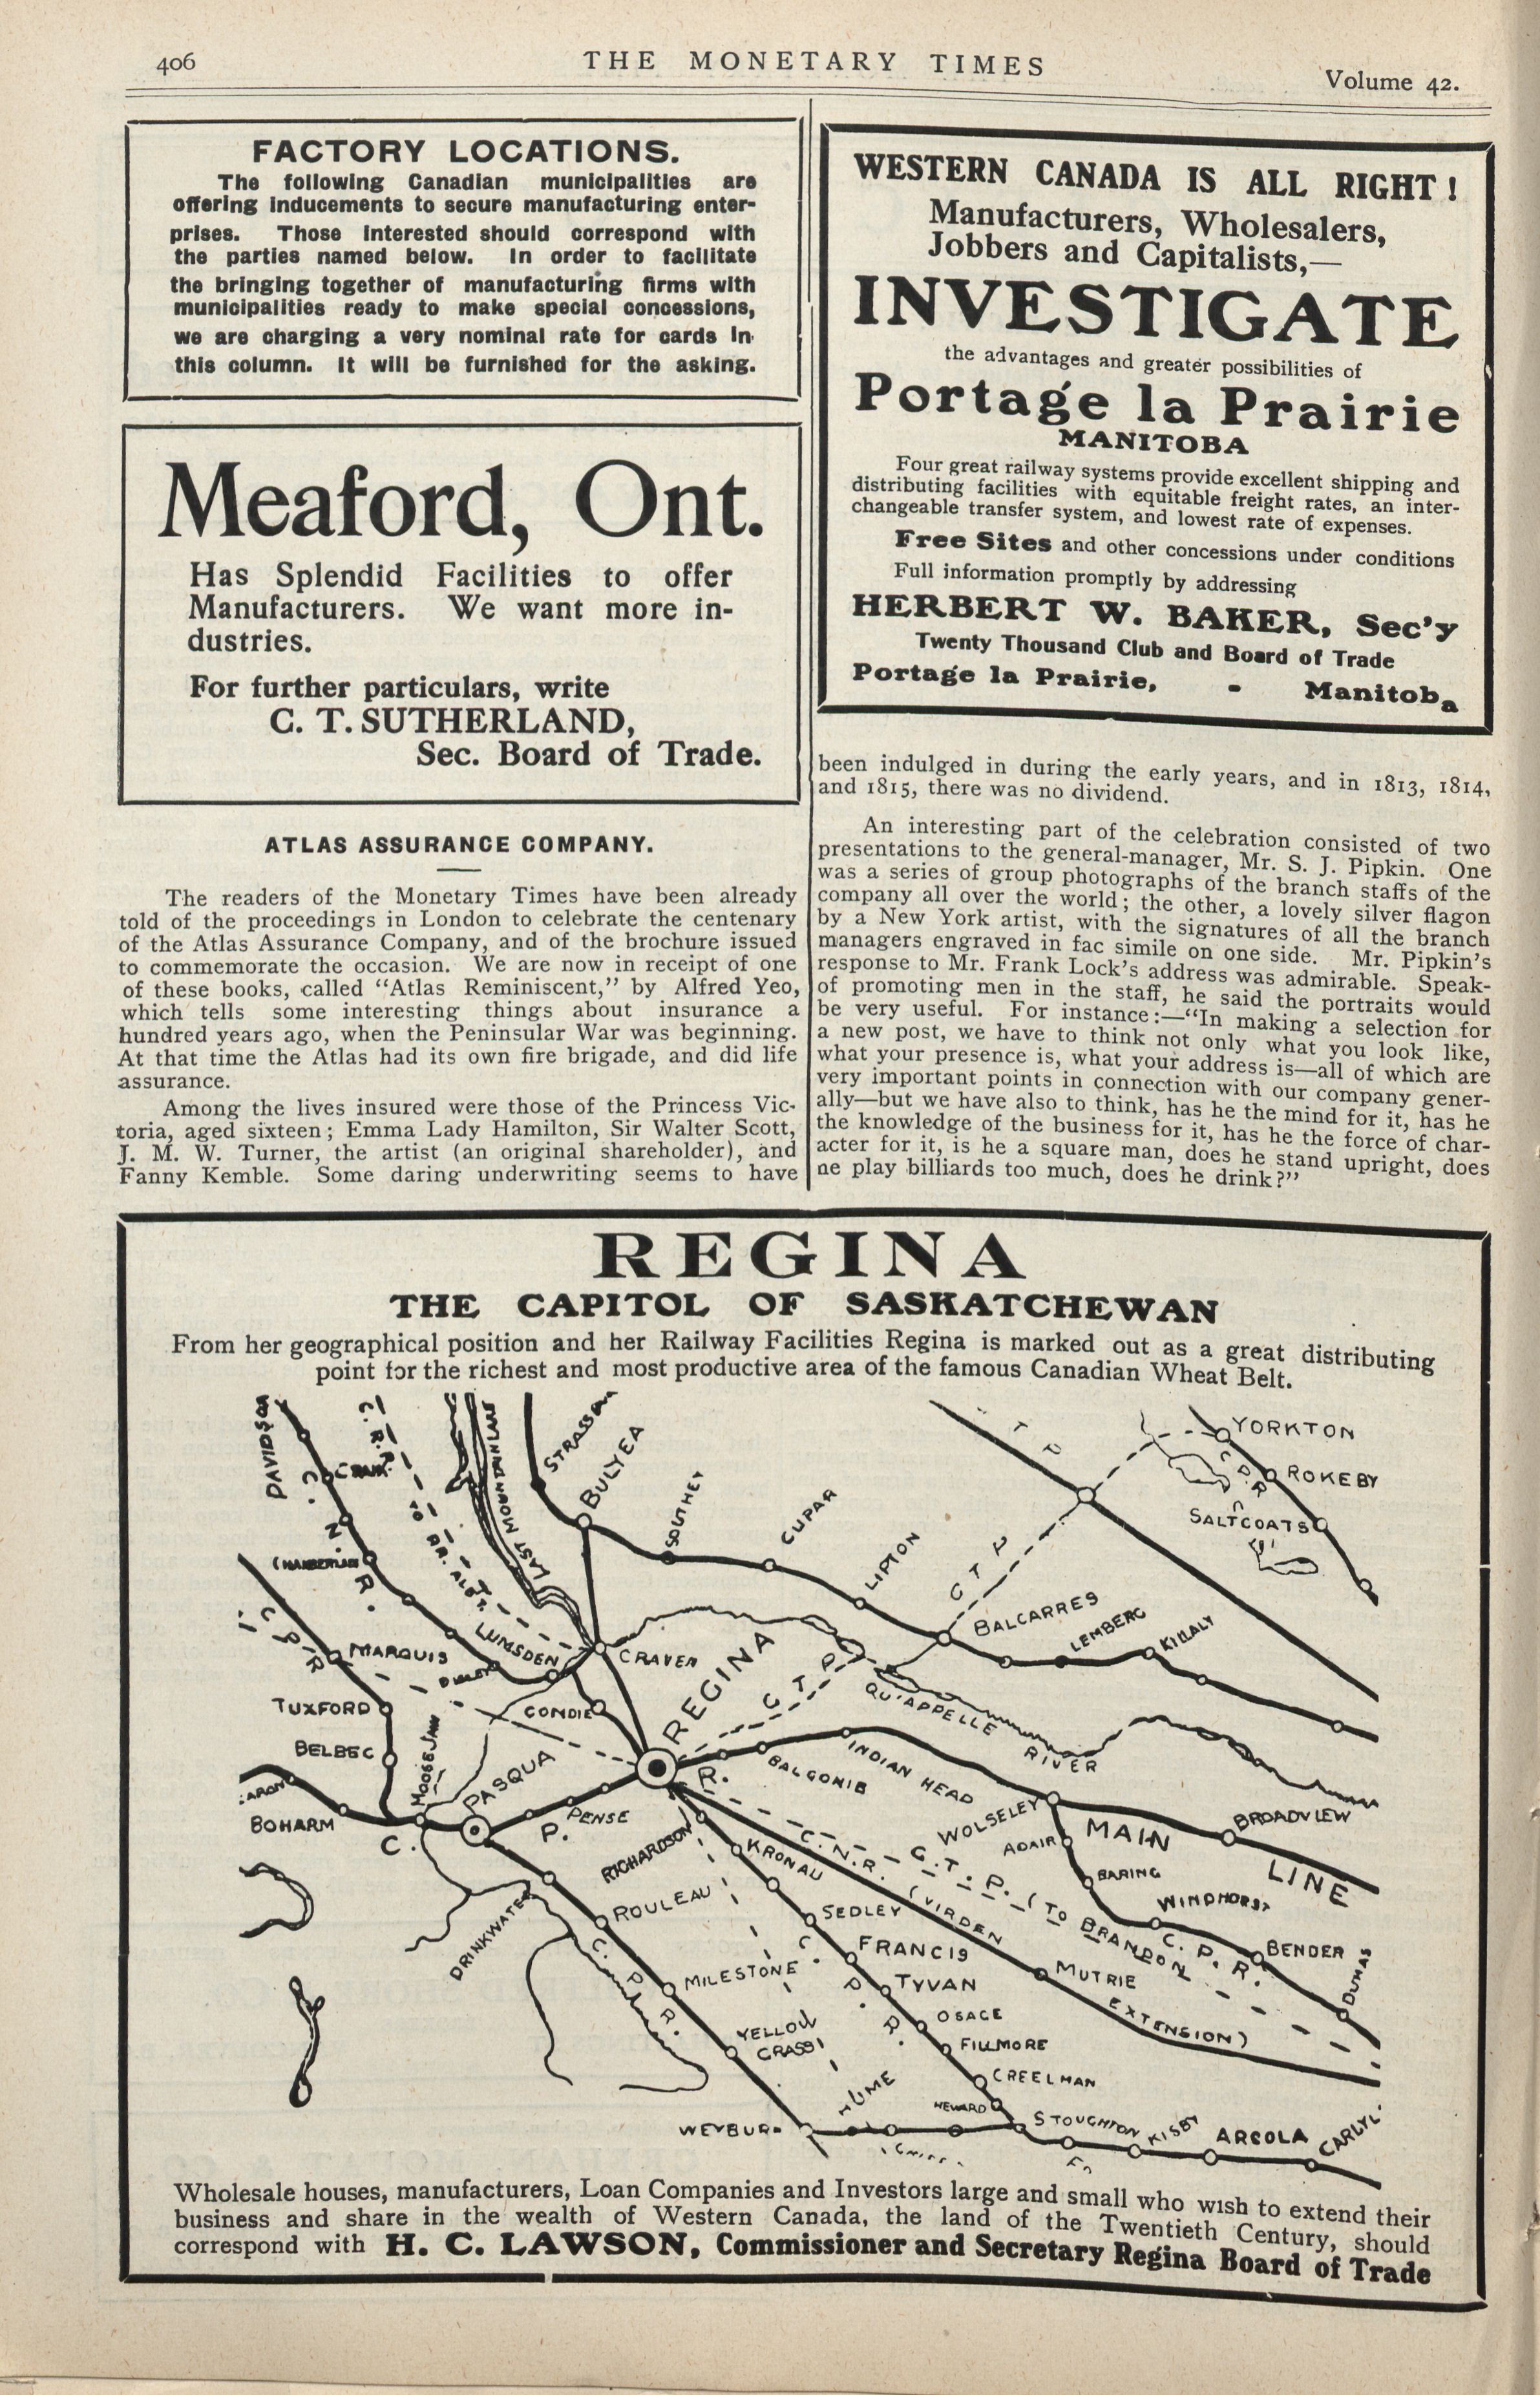 406
THE MONETARY TIMES
Volume 42.
FACTORY LOCATIONS.
The following Canadian municipalities are
offering inducements to secure manufacturing enter-
prises. Those interested should correspond with
the parties named below. In order to facilitate
the bringing together of manufacturing firms with
municipalities ready to make special concessions,
we are charging a very nominal rate for cards in
this column. It will be furnished for the asking.
Meaford, Ont.
Has Splendid Facilities to offer
Manufacturers. We want more in-
dustries.
For further particulars, write
C. T. SUTHERLAND,
Sec. Board of Trade.
ATLAS ASSURANCE COMPANY.
The readers of the Monetary Times have been already
told of the proceedings in London to celebrate the centenary
of the Atlas Assurance Company, and of the brochure issued
to commemorate the occasion. We are now in receipt of one
of these books, called "Atlas Reminiscent," by Alfred Yeo,
which tells some interesting things about insurance a
hundred years ago, when the Peninsular War was beginning.
At that time the Atlas had its own fire brigade, and did life
assurance.
Among the lives insured were those of the Princess Vic-
toria, aged sixteen; Emma Lady Hamilton, Sir Walter Scott,
J. M. W. Turner, the artist (an original shareholder), and
Fanny Kemble. Some daring underwriting seems to have
WESTERN CANADA IS ALL RIGHT!
Manufacturers, Wholesalers,
Jobbers and Capitalists,—
INVESTIGATE
the advantages and greater possibilities of
Portage la Prairie
MANITOBA
Four great railway systems provide excellent shipping and
distributing facilities with equitable freight rates, an inter-
changeable transfer system, and lowest rate of expenses.
Free Sites and other concessions under conditions
Full information promptly by addressing
HERBERT W. BAKER, Sec'y
Twenty Thousand Club and Board of Trade
Portage la Prairie, - Manitoba
been indulged in during the early years, and in 1813, 1814,
and 1815, there was no dividend.
An interesting part of the celebration consisted of two
presentations to the general-manager, Mr. S. J. Pipkin. One
was a series of group photographs of the branch staffs of the
company all over the world; the other, a lovely silver flagon
by a New York artist, with the signatures of all the branch
managers engraved in fac simile on one side. Mr. Pipkin's
response to Mr. Frank Lock's address was admirable. Speak-
of promoting men in the staff, he said the portraits would
be very useful. For instance:—"In making a selection for
a new post, we have to think not only what you look like,
what your presence is, what your address is—all of which are
very important points in connection with our company gener-
ally—but we have also to think, has he the mind for it, has he
the knowledge of the business for it, has he the force of char-
acter for it, is he a square man, does he stand upright, does
he play billiards too much, does he drink?"
REGINA
THE CAPITOL OF SASKATCHEWAN
From her geographical position and her Railway Facilities Regina is marked out as a great distributing
point for the richest and most productive area of the famous Canadian Wheat Belt.
DAVIDSON
CRAIK
C. N. R.
CHAMBERLAIN
LAST MOUNTAIN LAKE
BULYEA
SOUTHEY
CUPAR
LIPTON
G T P
T P
YORKTON
C P R
ROKEBY
SALTCOATS
BALCARRES
LEMBERG
KILLALY
C P R
MARQUIS
LUMSDEN
CRAVEN
TUXFORD
CONDIE
BELBEC
MOOSE JAW
PASQUA
REGINA
G T P
QU'APPELLE RIVER
BOHARM
C.
P.
R.
PENSE
BALGONIE
INDIAN HEAD
WOLSELEY
MAIN
LINE
BROADVIEW
ADAIR
BARING
WINDHORST
BENDER
DUMAS
C. P. R.
RICHARDSON
KRONAU
C. N. R. (VIRDEN
EXTENSION)
G. T. P. (TO BRANDON
DRINKWATER
ROULEAU
C. P. R.
MILESTONE
YELLOW
GRASS
WEYBURN
SEDLEY
FRANCIS
TYVAN
OSAGE
FILLMORE
CREELMAN
C. P. R.
HEWARD
HUME
STOUGHTON
KISBY
ARCOLA
MUTRIE
Wholesale houses, manufacturers, Loan Companies and Investors large and small who wish to extend their
business and share in the wealth of Western Canada, the land of the Twentieth Century, should
correspond with H. C. LAWSON, Commissioner and Secretary Regina Board of Trade